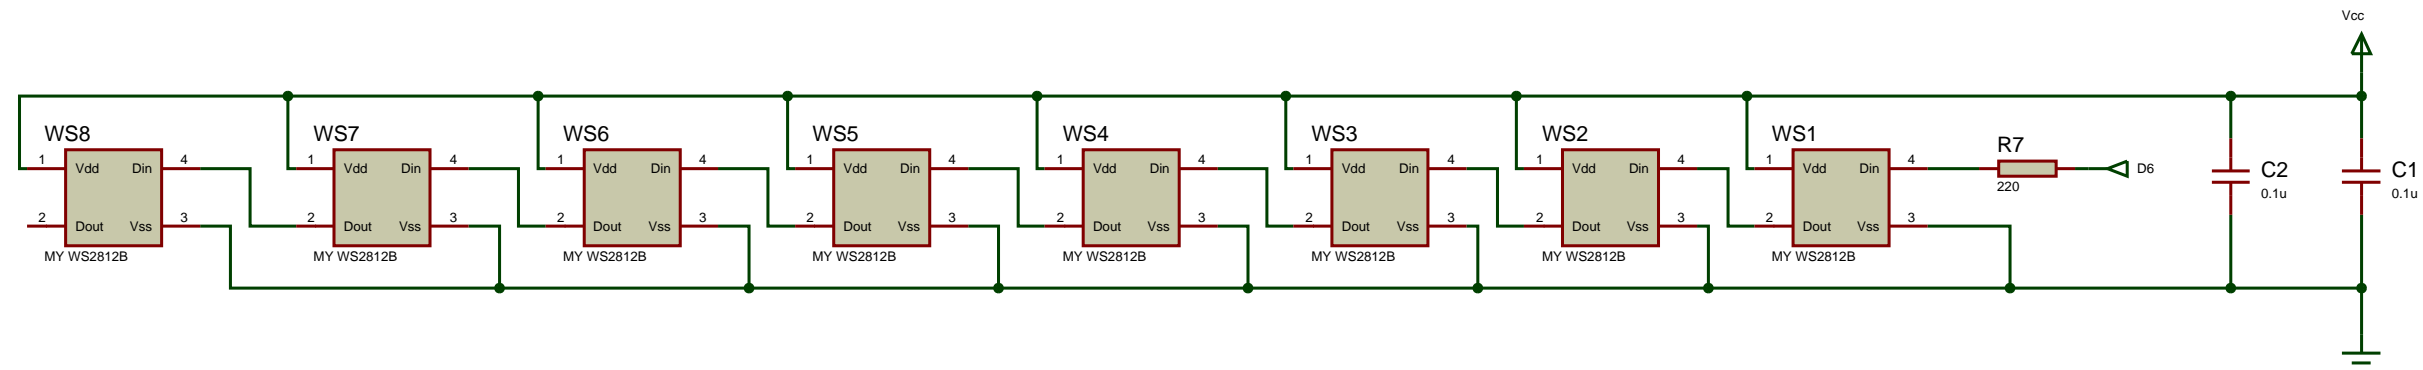 Vcc
WS8 WS7 WS6 WS5 WS4 WS3 WS2 WS1 R7
1 Vdd Din 4 1 Vdd Din 4 1 Vdd Din 4 1 Vdd Din 4 1 Vdd Din 4 1 Vdd Din 4 1 Vdd Din 4 1 Vdd Din 4 D6 C2 C1
220 0.1u 0.1u
2 Dout Vss 3 2 Dout Vss 3 2 Dout Vss 3 2 Dout Vss 3 2 Dout Vss 3 2 Dout Vss 3 2 Dout Vss 3 2 Dout Vss 3
MY WS2812B MY WS2812B MY WS2812B MY WS2812B MY WS2812B MY WS2812B MY WS2812B MY WS2812B